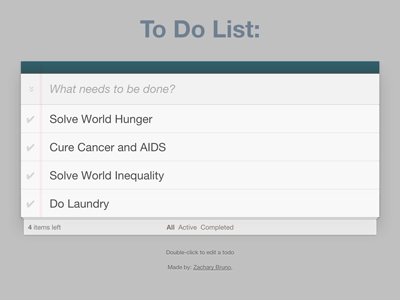 To Do List:
What needs to be done?
Solve World Hunger
Cure Cancer and AIDS
Solve World Inequality
Do Laundry
4 items left All Active Completed
Double-click to edit a todo
Made by: Zachary Bruno.